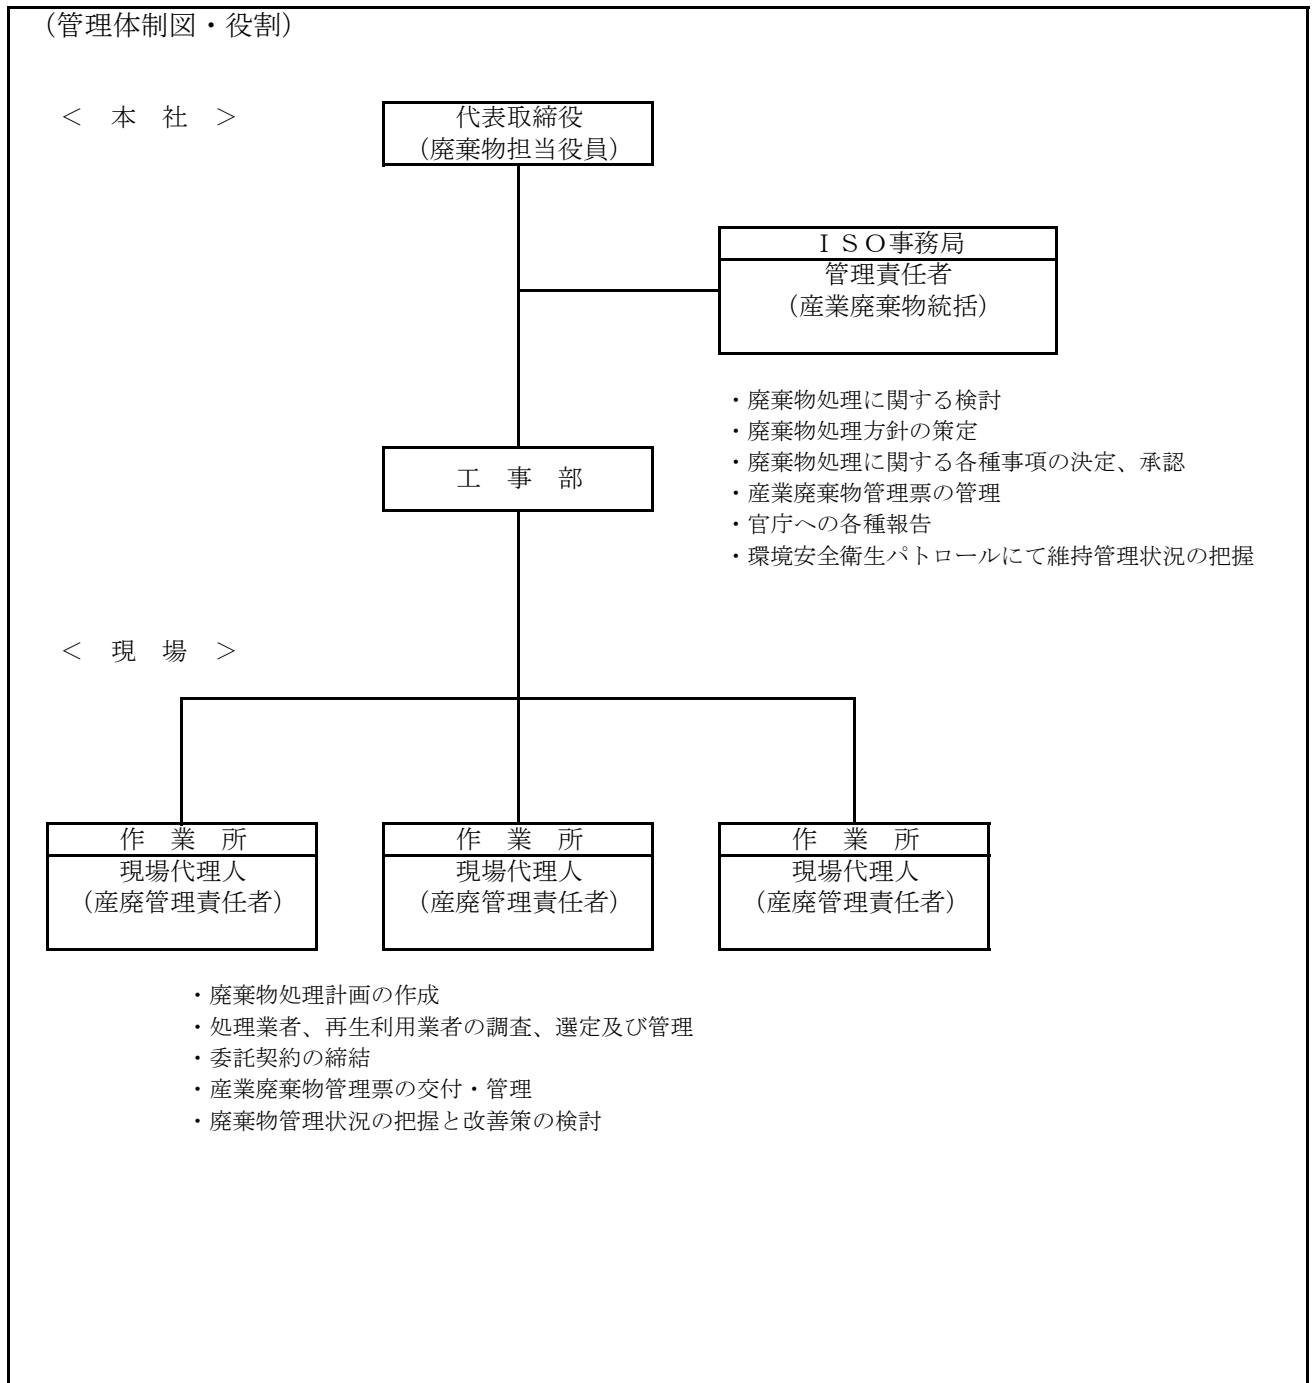 （管理体制図・役割）
＜　本　社　＞
代表取締役
（廃棄物担当役員）
ＩＳＯ事務局
管理責任者
（産業廃棄物統括）
・廃棄物処理に関する検討
・廃棄物処理方針の策定
・廃棄物処理に関する各種事項の決定、承認
・産業廃棄物管理票の管理
・官庁への各種報告
・環境安全衛生パトロールにて維持管理状況の把握
工　事　部
＜　現　場　＞
作　業　所
現場代理人
（産廃管理責任者）
作　業　所
現場代理人
（産廃管理責任者）
作　業　所
現場代理人
（産廃管理責任者）
・廃棄物処理計画の作成
・処理業者、再生利用業者の調査、選定及び管理
・委託契約の締結
・産業廃棄物管理票の交付・管理
・廃棄物管理状況の把握と改善策の検討